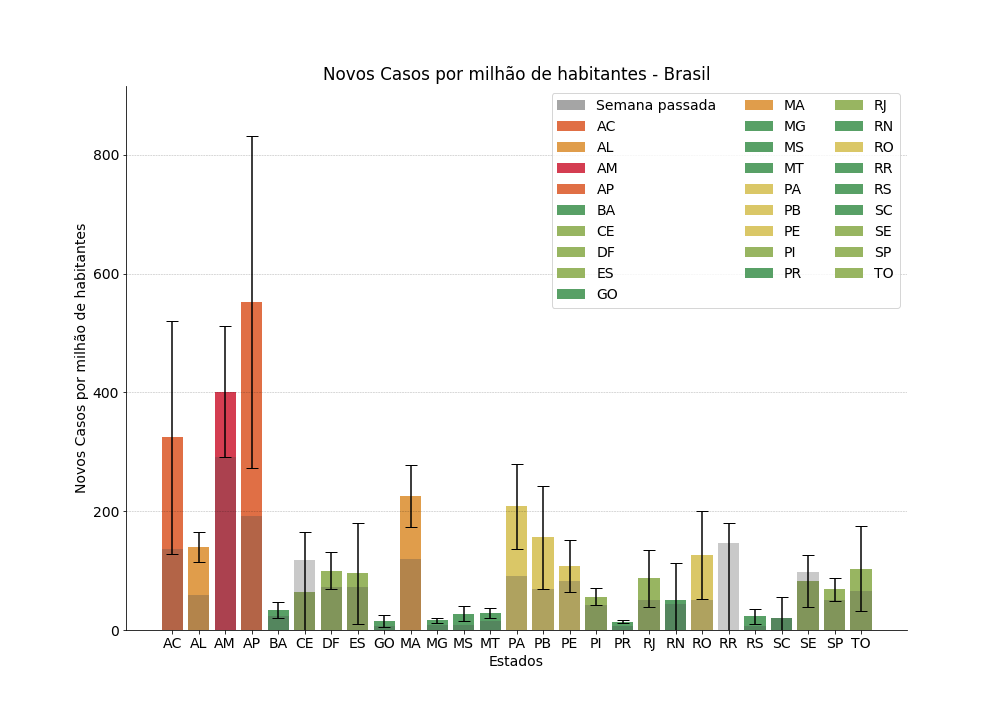 Novos Casos por milhão de habitantes - Brasil
Semana passada
AC
AL
AM
AP
BA
CE
DF
ES
GO
MA
MG
MS
MT
PA
PB
PE
PI
PR
RJ
RN
RO
RR
RS
SC
SE
SP
TO
Novos Casos por milhão de habitantes
800
600
400
200
0
AC AL AM AP BA CE DF ES GO MA MG MS MT PA PB PE PI PR RJ RN RO RR RS SC SE SP TO
Estados